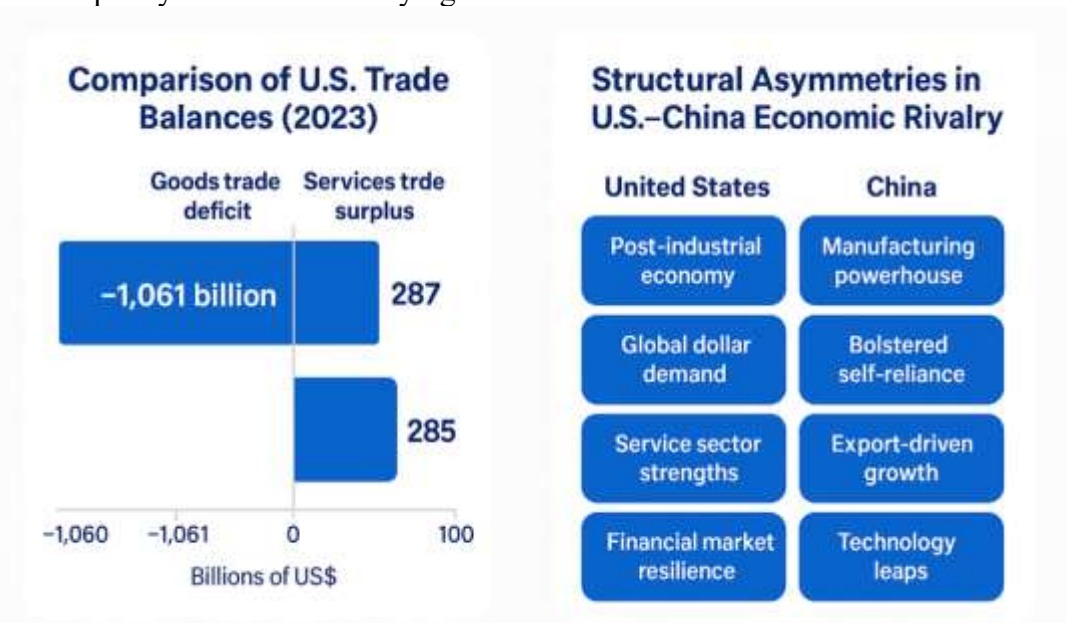 Comparison of U.S. Trade
Balances (2023)
Goods trade
deficit
Services trde
surplus
−1,061 billion
287
285
−1,060
−1,061
0
100
Billions of US$
Structural Asymmetries in
U.S.–China Economic Rivalry
United States
China
Post-industrial
economy
Manufacturing
powerhouse
Global dollar
demand
Bolstered
self-reliance
Service sector
strengths
Export-driven
growth
Financial market
resilience
Technology
leaps